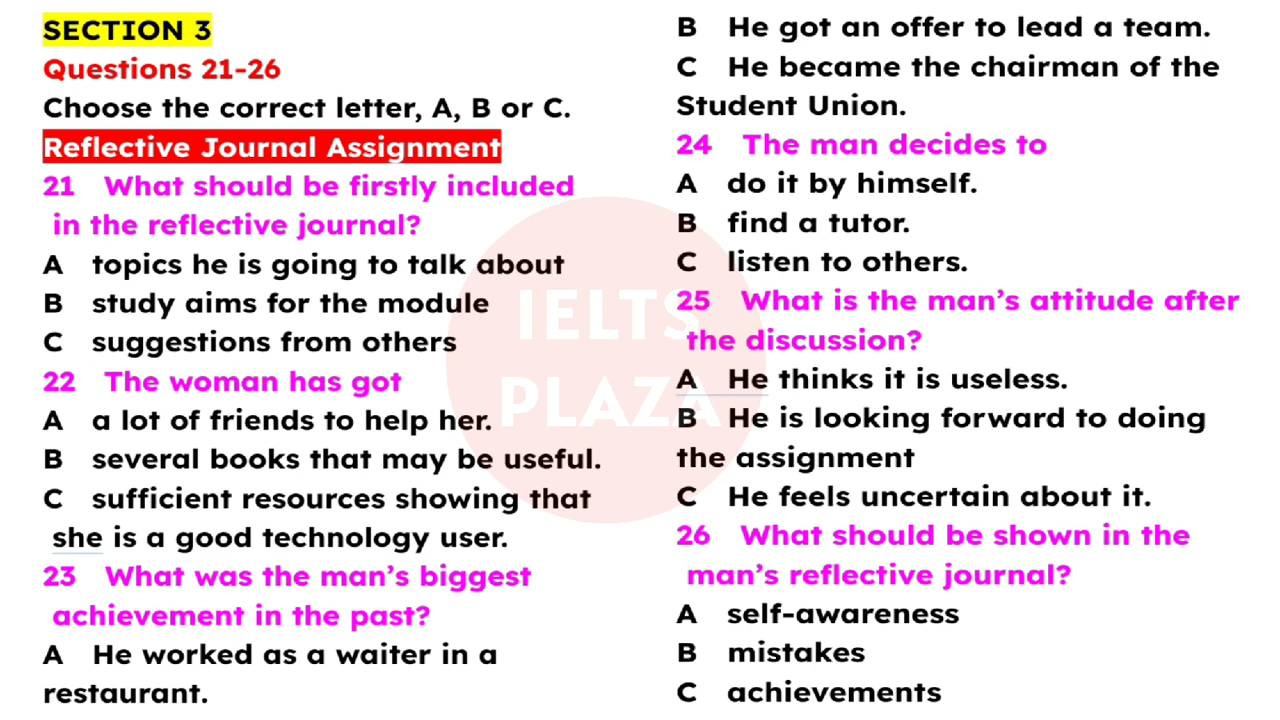 SECTION 3
Questions 21-26
Choose the correct letter, A, B or C.
Reflective Journal Assignment
21 What should be firstly included
in the reflective journal?
A topics he is going to talk about
B study aims for the module
C suggestions from others
22 The woman has got
A a lot of friends to help her.
B several books that may be useful.
C sufficient resources showing that
she is a good technology user.
23 What was the man's biggest
achievement in the past?
A He worked as a waiter in a
restaurant.
B He got an offer to lead a team.
C He became the chairman of the
Student Union.
24 The man decides to
A do it by himself.
B find a tutor.
C listen to others.
25 What is the man's attitude after
the discussion?
A He thinks it is useless.
B He is looking forward to doing
the assignment
C He feels uncertain about it.
26 What should be shown in the
man's reflective journal?
A self-awareness
B mistakes
C achievements
IELTS
PLAZA